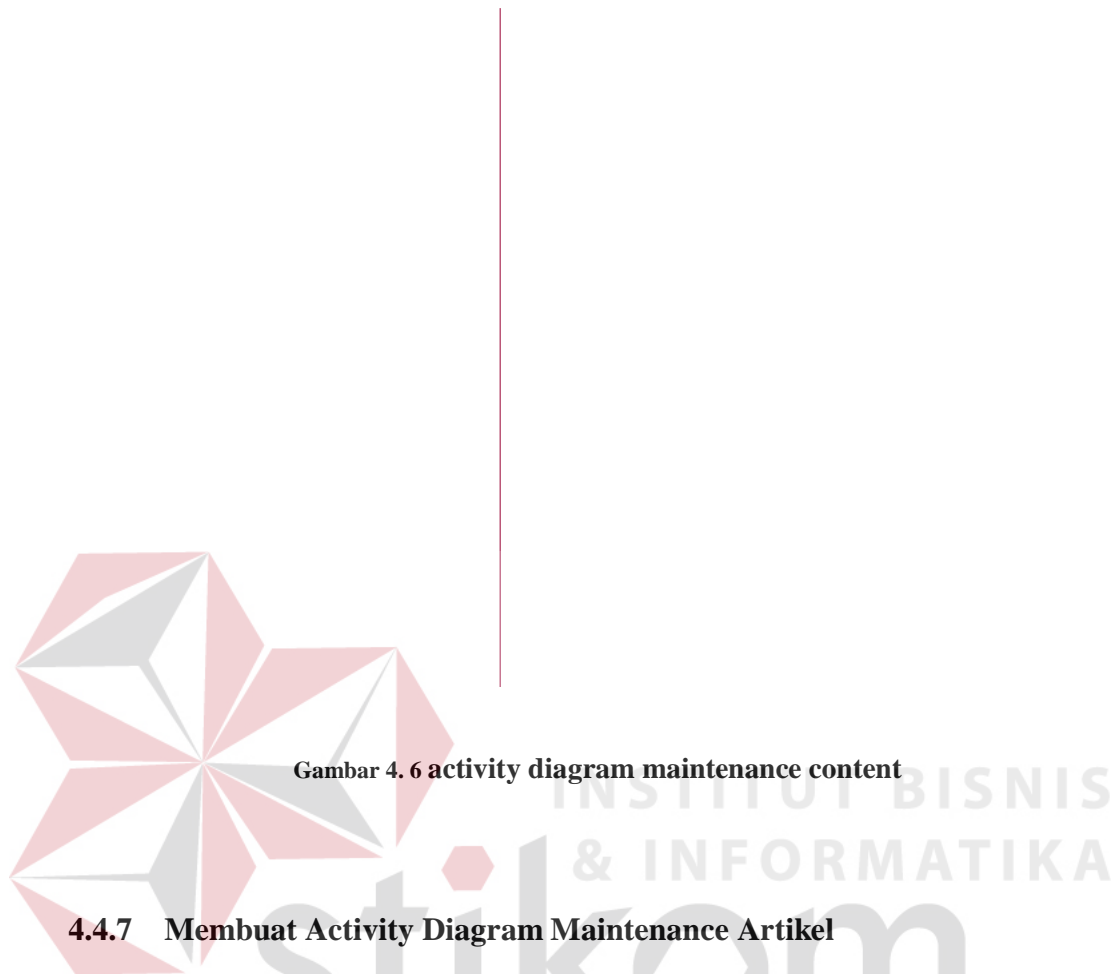 Gambar 4. 6 activity diagram maintenance content
INSTITUT BISNIS
& INFORMATIKA
stikom
4.4.7 Membuat Activity Diagram Maintenance Artikel